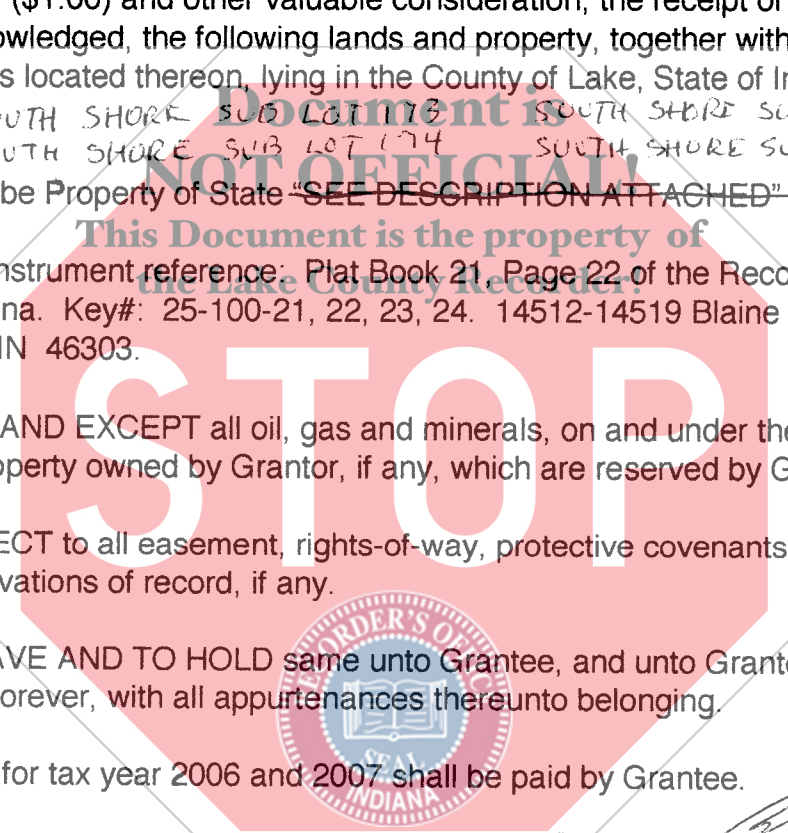 ($1.00) and other valuable consideration, the receipt of
owledged, the following lands and property, together with
s located thereon, lying in the County of Lake, State of In
Document is
UTH SHORE SUB LOT 173 SOUTH SHORE SU
UTH SHORE SUB LOT 174 SOUTH SHORE SU
NOT OFFICIAL!
be Property of State "SEE DESCRIPTION ATTACHED"
This Document is the property of
the Lake County Recorder!
nstrument reference: Plat Book 21, Page 22 of the Reco
na. Key#: 25-100-21, 22, 23, 24. 14512-14519 Blaine
IN 46303.
STOP
AND EXCEPT all oil, gas and minerals, on and under the
operty owned by Grantor, if any, which are reserved by G
ECT to all easement, rights-of-way, protective covenants
vations of record, if any.
AVE AND TO HOLD same unto Grantee, and unto Grante
orever, with all appurtenances thereunto belonging.
RECORDER'S OFFICE
SEAL
INDIANA
for tax year 2006 and 2007 shall be paid by Grantee.